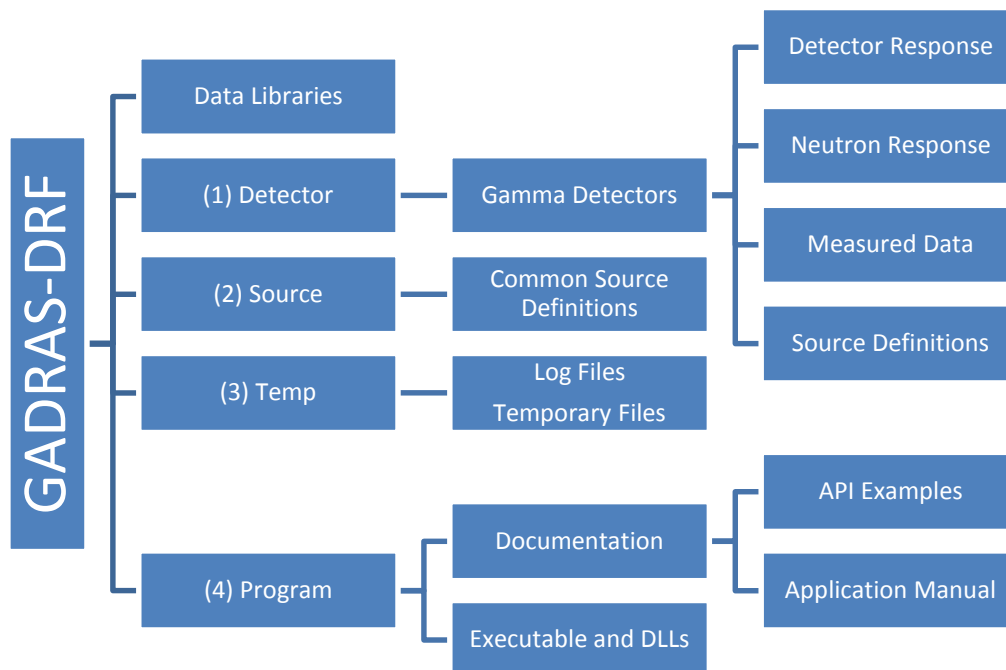 GADRAS-DRF
Data Libraries
(1) Detector
Gamma Detectors
Detector Response
Neutron Response
Measured Data
Source Definitions
(2) Source
Common Source
Definitions
(3) Temp
Log Files
Temporary Files
(4) Program
Documentation
API Examples
Application Manual
Executable and DLLs